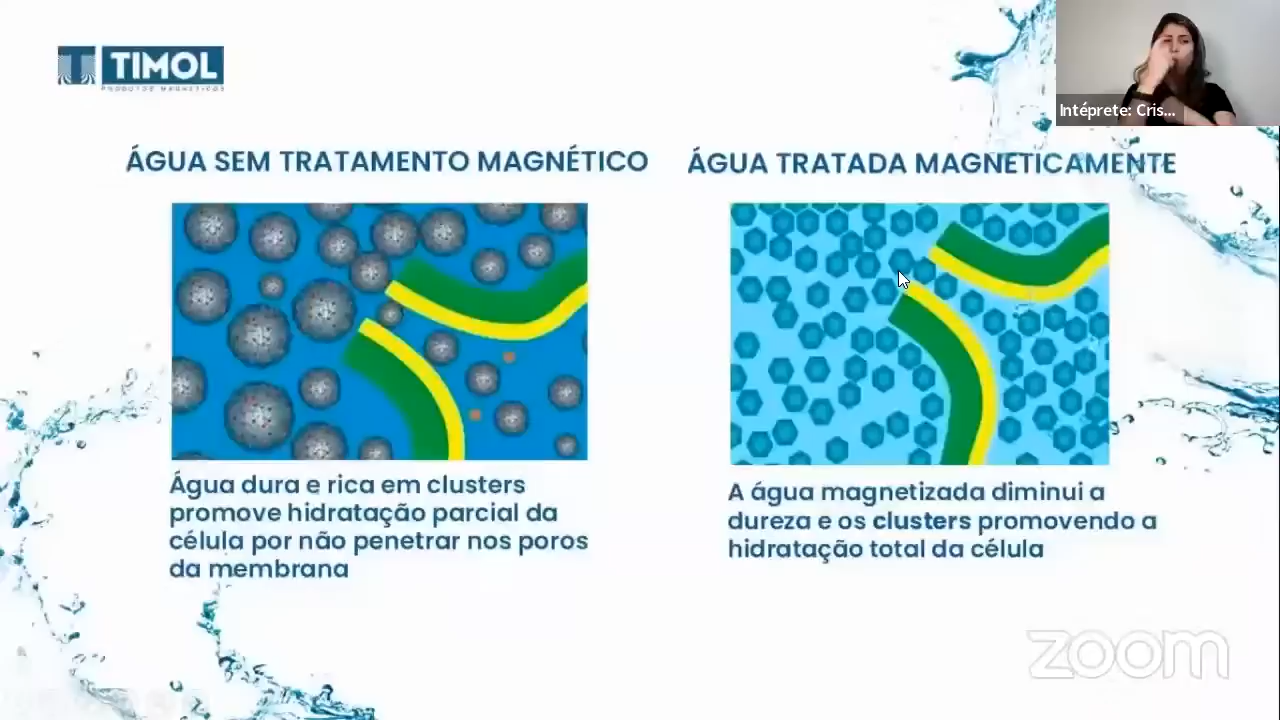 TIMOL
PRODUTOS MAGNÉTICOS
Intéprete: Cris...
ÁGUA SEM TRATAMENTO MAGNÉTICO
ÁGUA TRATADA MAGNETICAMENTE
Água dura e rica em clusters
promove hidratação parcial da
célula por não penetrar nos poros
da membrana
A água magnetizada diminui a
dureza e os clusters promovendo a
hidratação total da célula
zoom